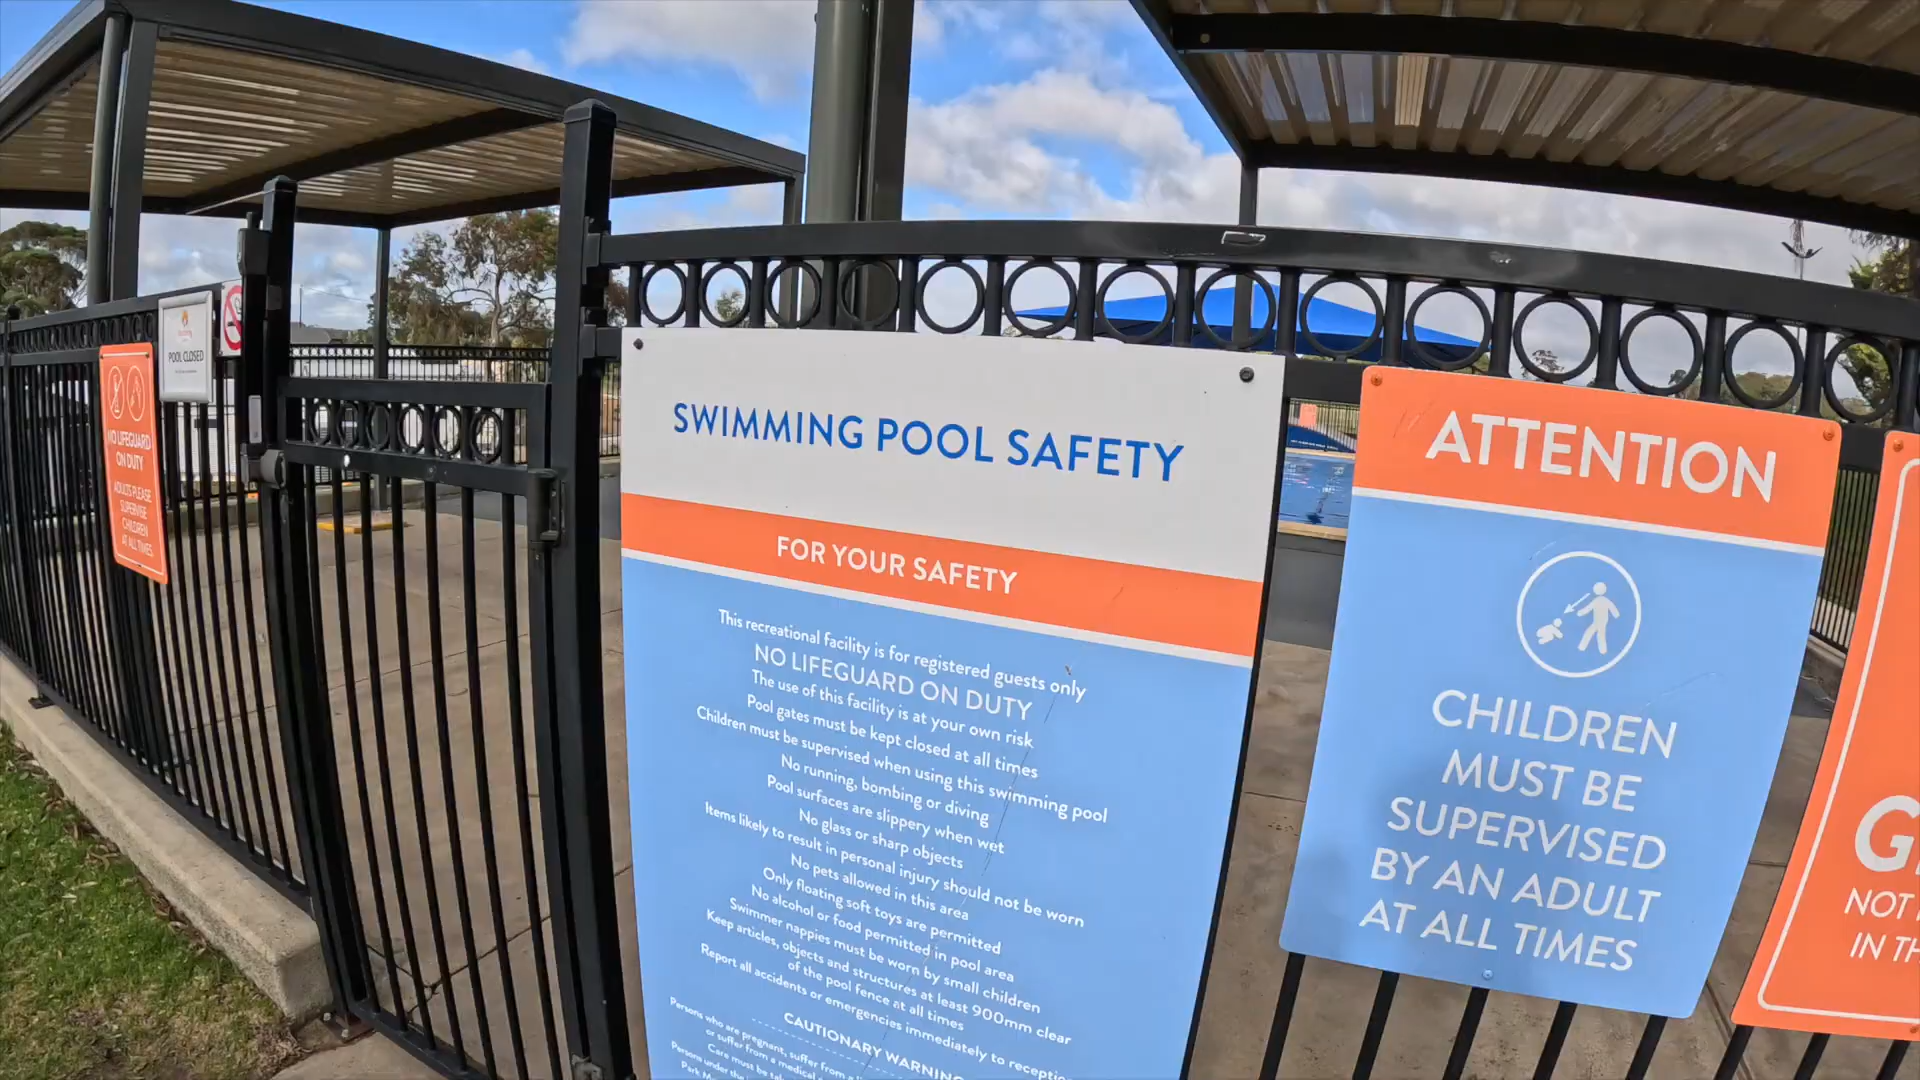 POOL CLOSED
NO LIFEGUARD
ON DUTY
ADULTS PLEASE
SUPERVISE
CHILDREN
AT ALL TIMES
SWIMMING POOL SAFETY
FOR YOUR SAFETY
This recreational facility is for registered guests only
NO LIFEGUARD ON DUTY
The use of this facility is at your own risk
Pool gates must be kept closed at all times
Children must be supervised when using this swimming pool
No running, bombing or diving
Pool surfaces are slippery when wet
No glass or sharp objects
Items likely to result in personal injury should not be worn
No pets allowed in this area
Only floating soft toys are permitted
No alcohol or food permitted in pool area
Swimmer nappies must be worn by small children
Keep articles, objects and structures at least 900mm clear
of the pool fence at all times
Report all accidents or emergencies immediately to reception
CAUTIONARY WARNING
Persons who are pregnant, suffer from
or suffer from a medical
Care must be
Persons under the
Park
ATTENTION
CHILDREN
MUST BE
SUPERVISED
BY AN ADULT
AT ALL TIMES
G
NOT
IN